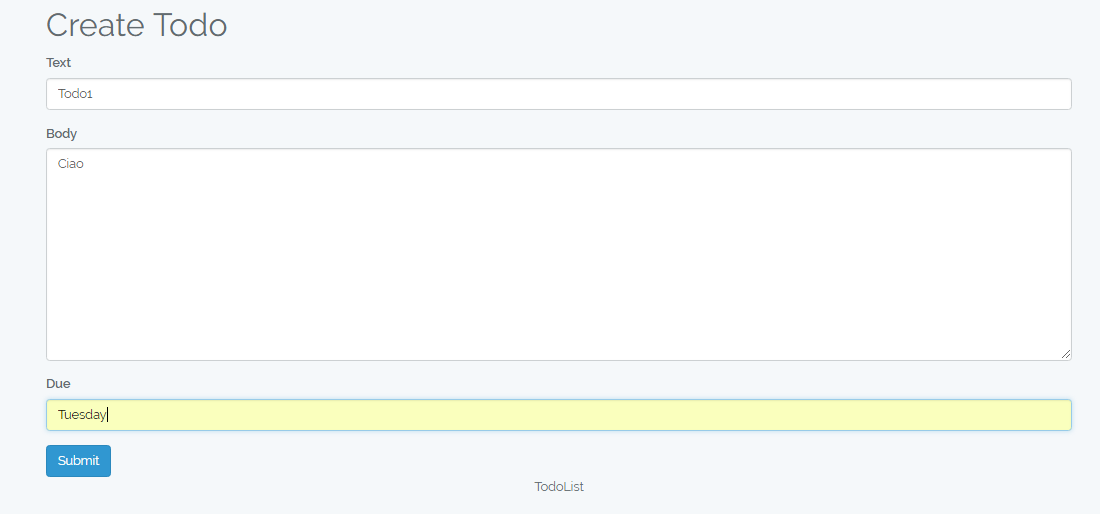 Create Todo
Text
Todo1
Body
Ciao
Due
Tuesday
Submit
TodoList